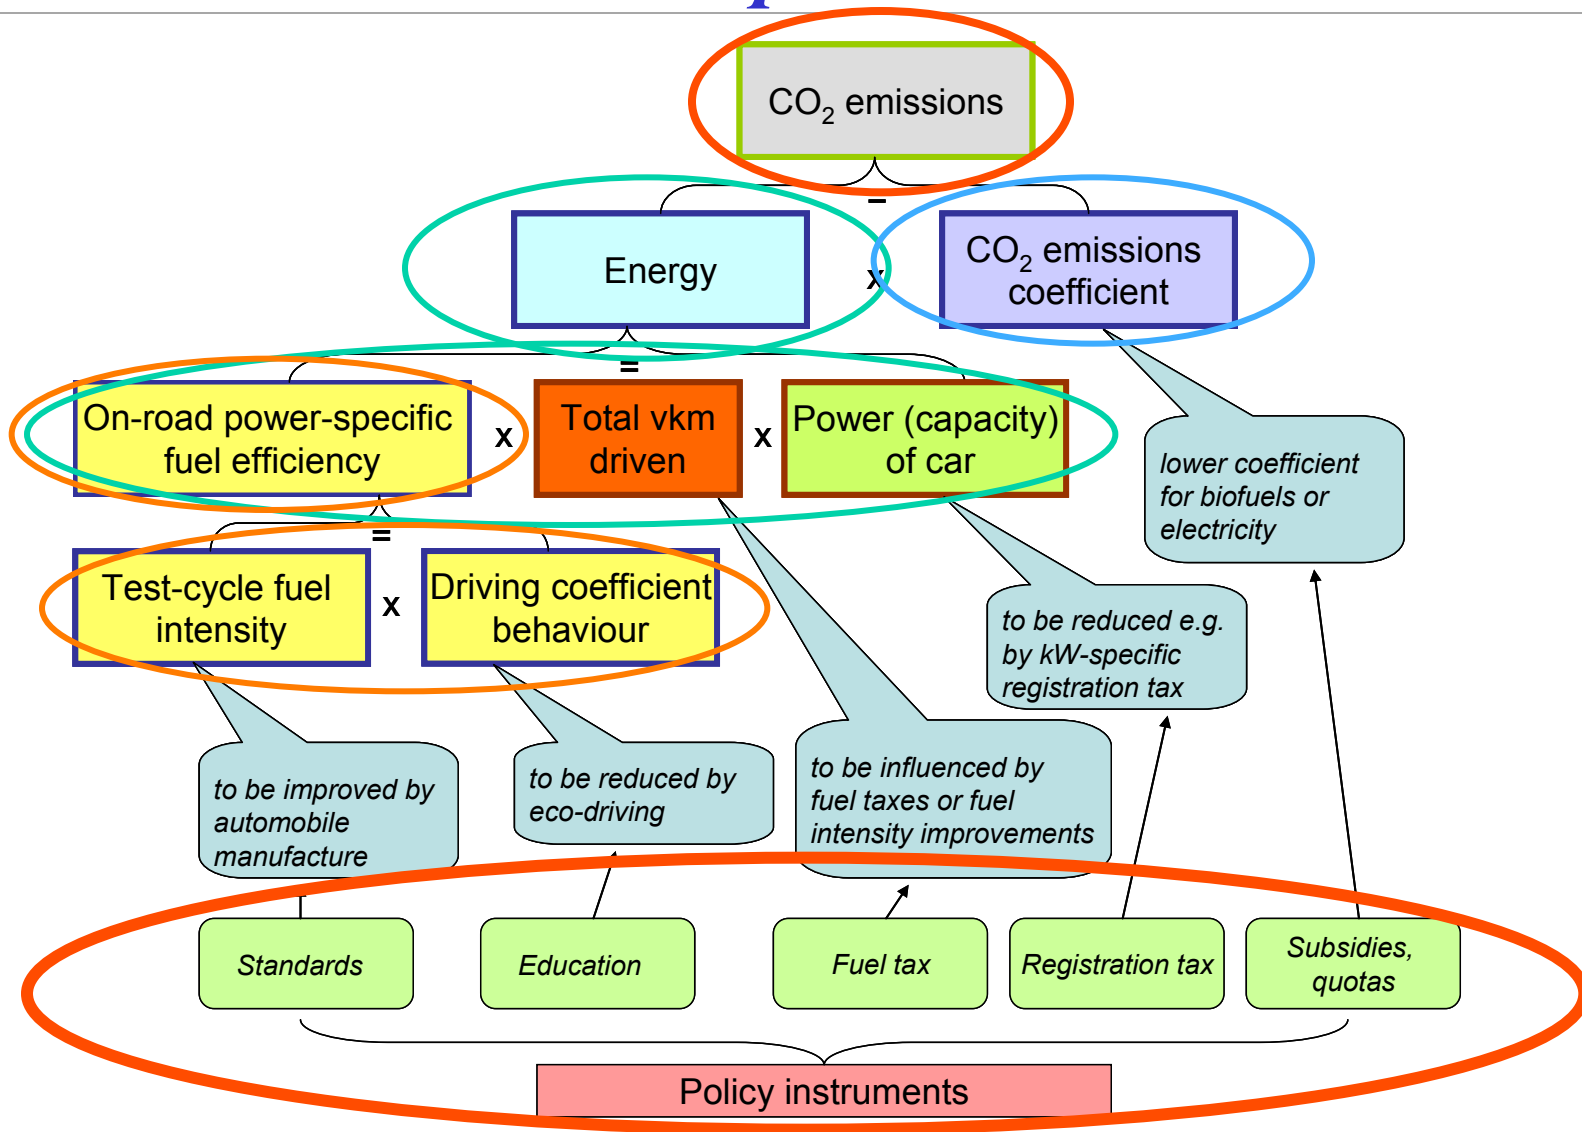 CO₂ emissions
=
Energy
x
CO₂ emissions
coefficient
=
On-road power-specific
fuel efficiency
x
Total vkm
driven
x
Power (capacity)
of car
lower coefficient
for biofuels or
electricity
=
Test-cycle fuel
intensity
x
Driving coefficient
behaviour
to be reduced e.g.
by kW-specific
registration tax
to be improved by
automobile
manufacture
to be reduced by
eco-driving
to be influenced by
fuel taxes or fuel
intensity improvements
Standards
Education
Fuel tax
Registration tax
Subsidies,
quotas
Policy instruments